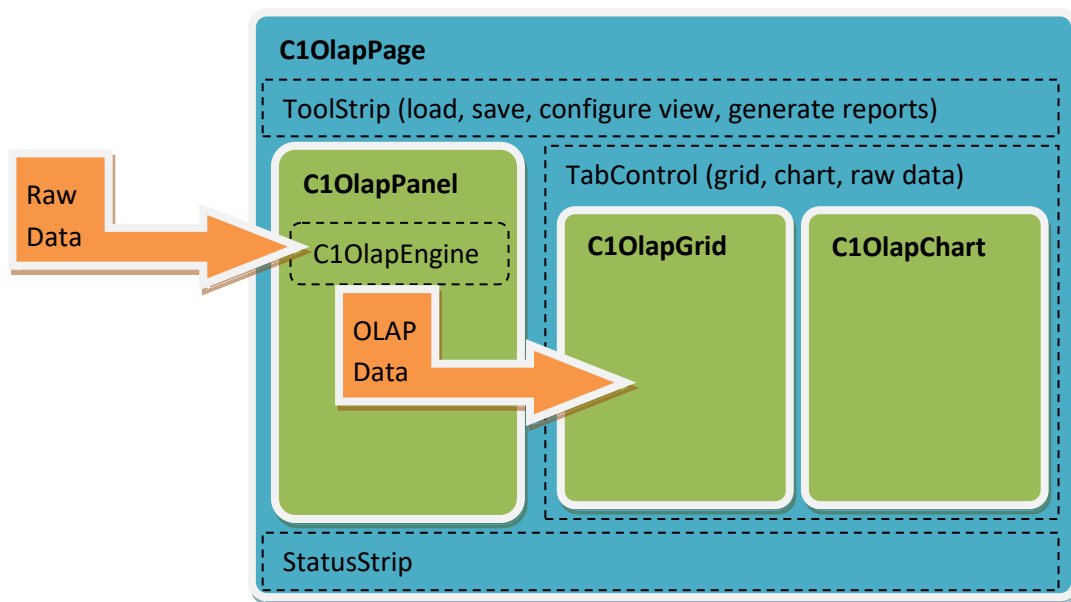 C1OlapPage
ToolStrip (load, save, configure view, generate reports)
Raw
Data
C1OlapPanel
C1OlapEngine
OLAP
Data
TabControl (grid, chart, raw data)
C1OlapGrid
C1OlapChart
StatusStrip